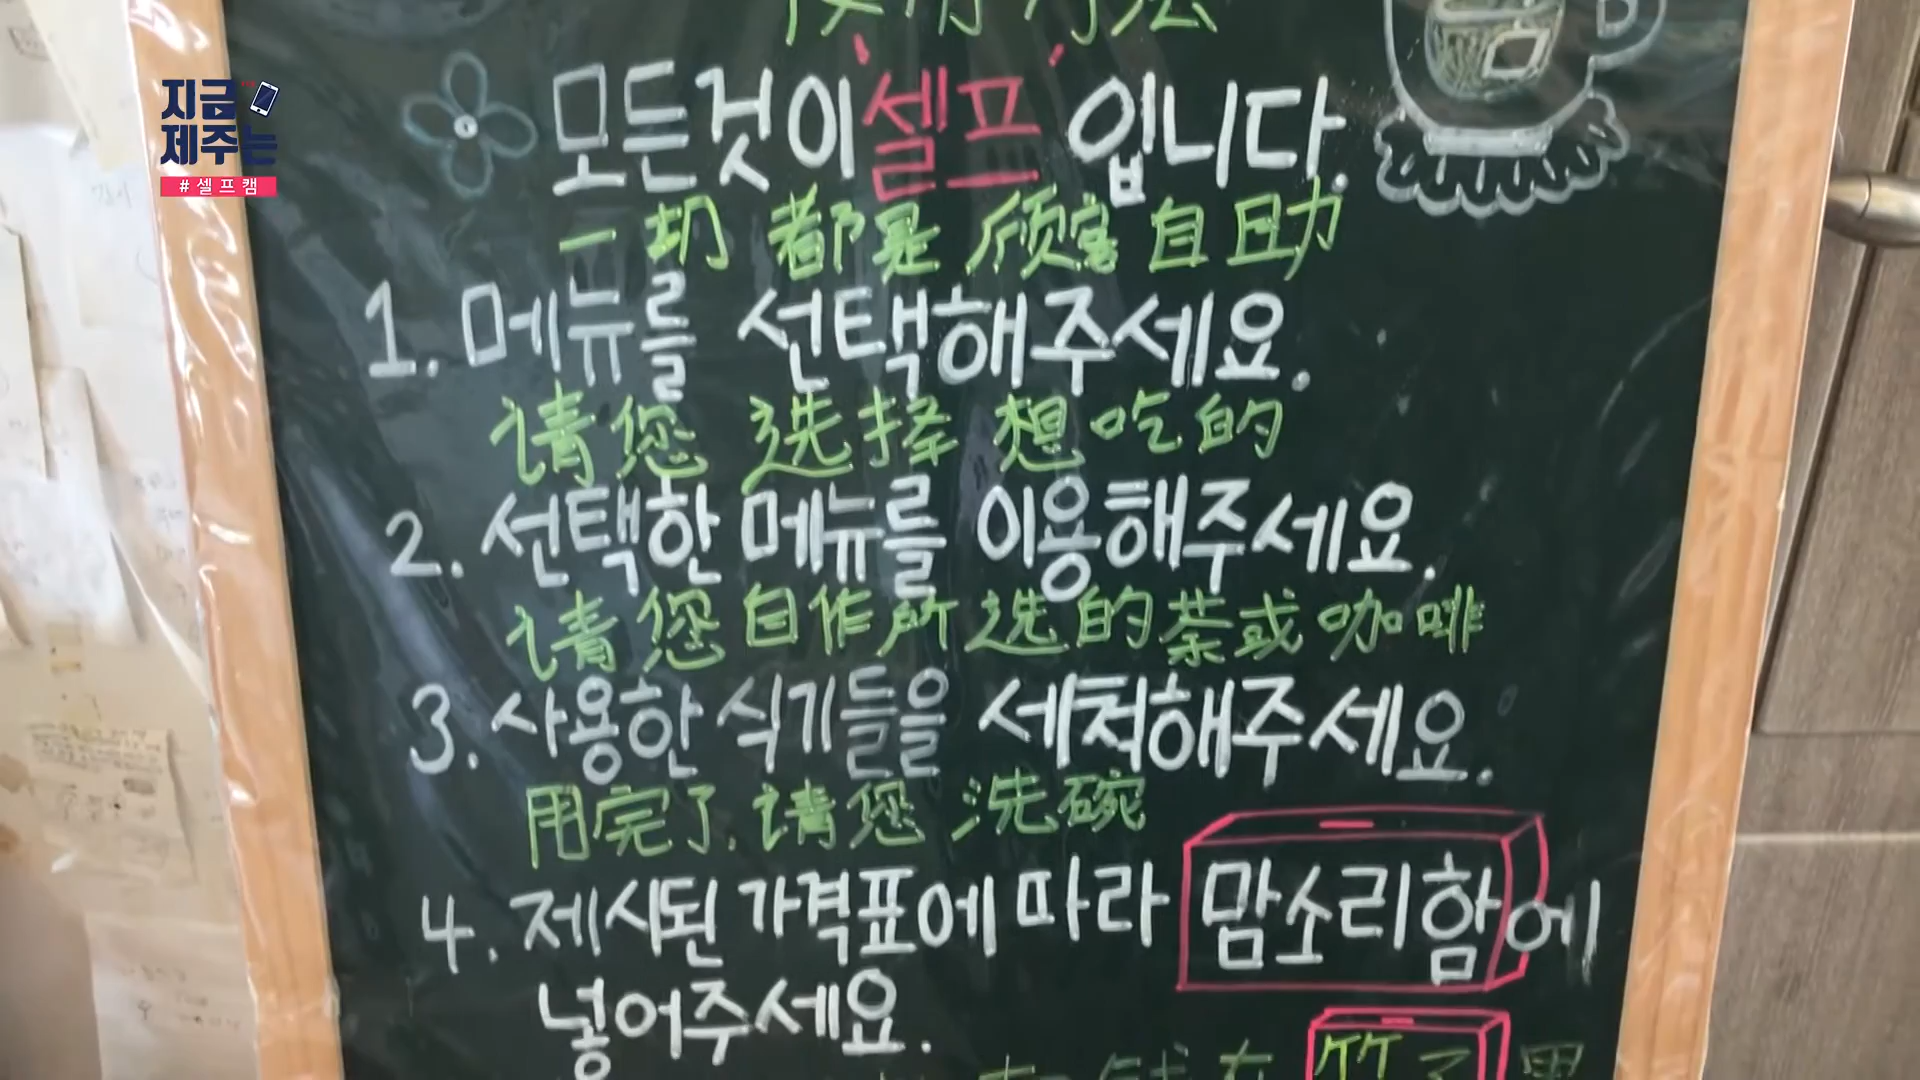 지금
제주는
#셀프캠
모든것이 셀프 입니다.
一切 都是 顾客 自助
1. 메뉴를 선택해주세요.
请您 选择 想吃的
2. 선택한 메뉴를 이용해주세요.
请您自作所选的茶或咖啡
3. 사용한 식기들을 세척해주세요.
用完了.请您 洗碗
4. 제시된 가격표에 따라 맘소리함에
넣어주세요.